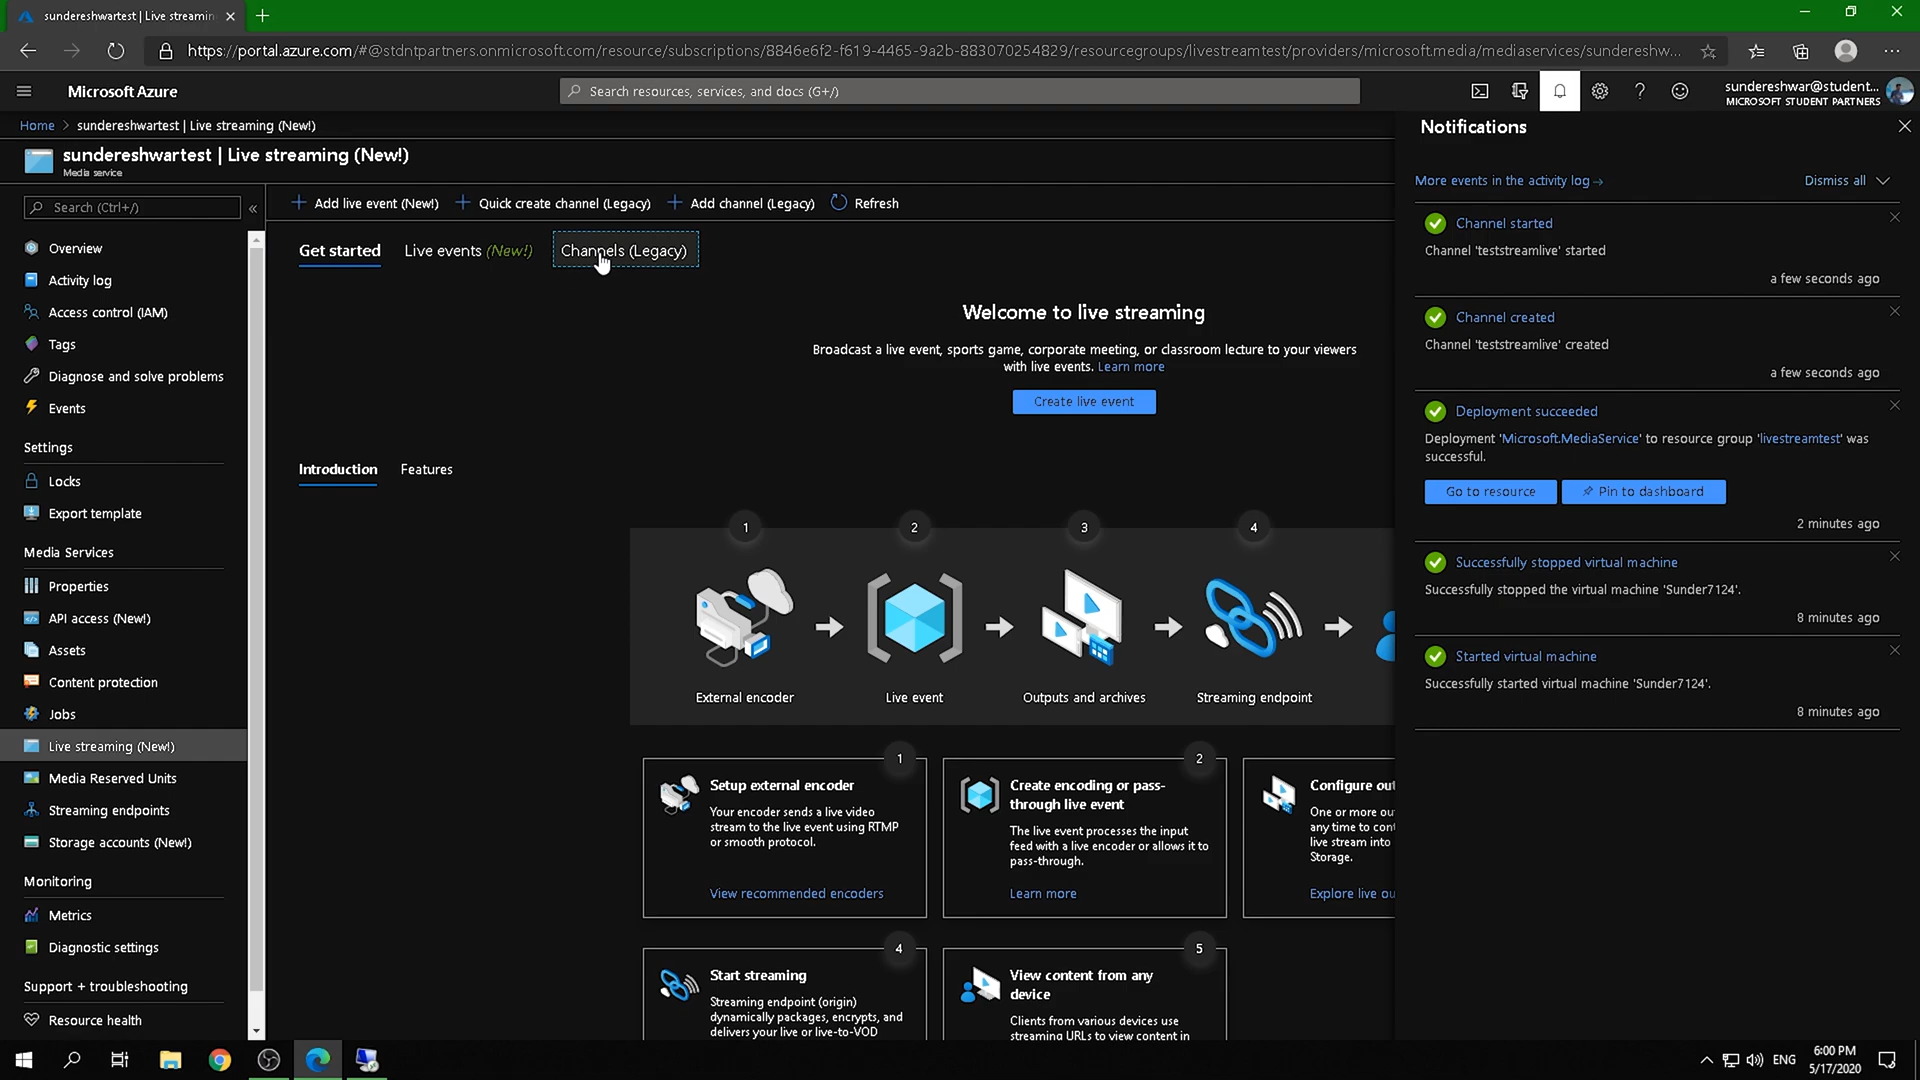 sundereshwartest | Live streamin
https://portal.azure.com/#@stdntpartners.onmicrosoft.com/resource/subscriptions/8846e6f2-f619-4465-9a2b-883070254829/resourcegroups/livestreamtest/providers/microsoft.media/mediaservices/sundereshw...
Microsoft Azure
Search resources, services, and docs (G+/)
sundereshwar@student...
MICROSOFT STUDENT PARTNERS
Home > sundereshwartest | Live streaming (New!)
sundereshwartest | Live streaming (New!)
Media service
Search (Ctrl+/)
«
Overview
Activity log
Access control (IAM)
Tags
Diagnose and solve problems
Events
Settings
Locks
Export template
Media Services
Properties
API access (New!)
Assets
Content protection
Jobs
Live streaming (New!)
Media Reserved Units
Streaming endpoints
Storage accounts (New!)
Monitoring
Metrics
Diagnostic settings
Support + troubleshooting
Resource health
Add live event (New!)
Quick create channel (Legacy)
Add channel (Legacy)
Refresh
Get started
Live events (New!)
Channels (Legacy)
Welcome to live streaming
Broadcast a live event, sports game, corporate meeting, or classroom lecture to your viewers
with live events. Learn more
Create live event
Introduction
Features
1
2
3
4
External encoder
Live event
Outputs and archives
Streaming endpoint
1
Setup external encoder
Your encoder sends a live video
stream to the live event using RTMP
or smooth protocol.
View recommended encoders
2
Create encoding or pass-
through live event
The live event processes the input
feed with a live encoder or allows it to
pass-through.
Learn more
Configure out
One or more ou
any time to cont
live stream into
Storage.
Explore live ou
4
Start streaming
Streaming endpoint (origin)
dynamically packages, encrypts, and
delivers your live or live-to-VOD
5
View content from any
device
Clients from various devices use
streaming URLs to view content in
Notifications
More events in the activity log →
Dismiss all
Channel started
Channel 'teststreamlive' started
a few seconds ago
Channel created
Channel 'teststreamlive' created
a few seconds ago
Deployment succeeded
Deployment 'Microsoft.MediaService' to resource group 'livestreamtest' was
successful.
Go to resource
Pin to dashboard
2 minutes ago
Successfully stopped virtual machine
Successfully stopped the virtual machine 'Sunder7124'.
8 minutes ago
Started virtual machine
Successfully started virtual machine 'Sunder7124'.
8 minutes ago
ENG
6:00 PM
5/17/2020